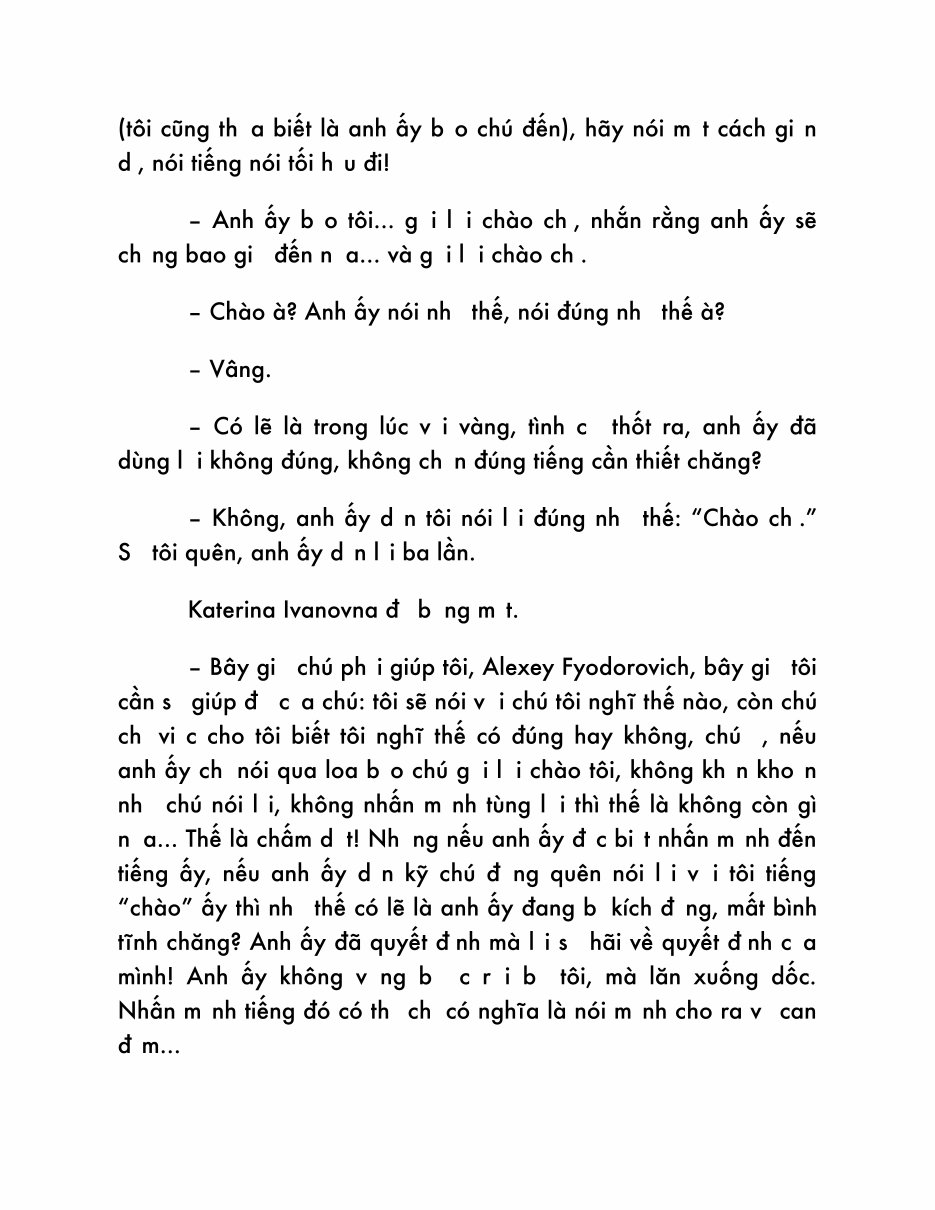 (tôi cũng th a biết là anh ấy b o chú đến), hãy nói m t cách gi n
d , nói tiếng nói tối h u đi!
– Anh ấy b o tôi... g i l i chào ch , nhắn rằng anh ấy sẽ
ch ng bao gi đến n a... và g i l i chào ch .
– Chào à? Anh ấy nói nh thế, nói đúng nh thế à?
– Vâng.
– Có lẽ là trong lúc v i vàng, tình c thốt ra, anh ấy đã
dùng l i không đúng, không ch n đúng tiếng cần thiết chăng?
– Không, anh ấy d n tôi nói l i đúng nh thế: “Chào ch .”
S tôi quên, anh ấy d n l i ba lần.
Katerina Ivanovna đ b ng m t.
– Bây gi chú ph i giúp tôi, Alexey Fyodorovich, bây gi tôi
cần s giúp đ c a chú: tôi sẽ nói v i chú tôi nghĩ thế nào, còn chú
ch vi c cho tôi biết tôi nghĩ thế có đúng hay không, chú , nếu
anh ấy ch nói qua loa b o chú g i l i chào tôi, không kh n kho n
nh chú nói l i, không nhấn m nh từng l i thì thế là không còn gì
n a... Thế là chấm d t! Nh ng nếu anh ấy đ c bi t nhấn m nh đến
tiếng ấy, nếu anh ấy d n kỹ chú đ ng quên nói l i v i tôi tiếng
“chào” ấy thì nh thế có lẽ là anh ấy đang b kích đ ng, mất bình
tĩnh chăng? Anh ấy đã quyết đ nh mà l i s hãi về quyết đ nh c a
mình! Anh ấy không v ng b c r i b tôi, mà lăn xuống dốc.
Nhấn m nh tiếng đó có th ch có nghĩa là nói m nh cho ra v can
đ m...